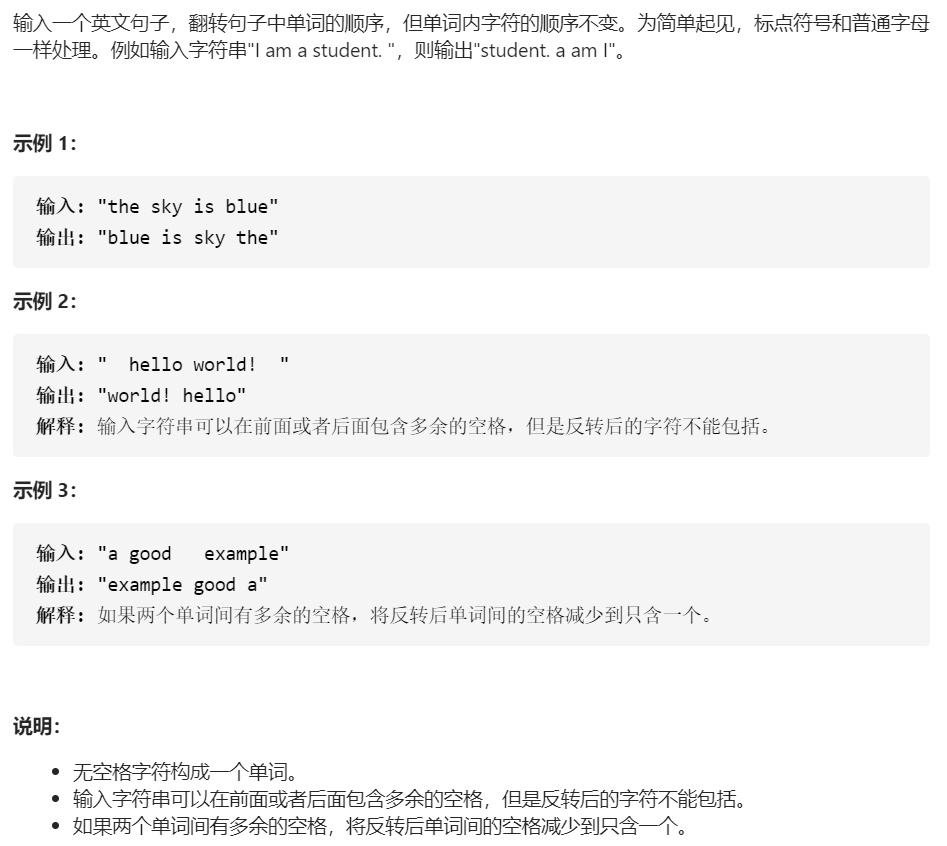 输入一个英文句子，翻转句子中单词的顺序，但单词内字符的顺序不变。为简单起见，标点符号和普通字母
一样处理。例如输入字符串"I am a student. "，则输出"student. a am I"。
示例 1：
输入: "the sky is blue"
输出: "blue is sky the"
示例 2：
输入: "  hello world!  "
输出: "world! hello"
解释: 输入字符串可以在前面或者后面包含多余的空格，但是反转后的字符不能包括。
示例 3：
输入: "a good   example"
输出: "example good a"
解释: 如果两个单词间有多余的空格，将反转后单词间的空格减少到只含一个。
说明：
• 无空格字符构成一个单词。
• 输入字符串可以在前面或者后面包含多余的空格，但是反转后的字符不能包括。
• 如果两个单词间有多余的空格，将反转后单词间的空格减少到只含一个。